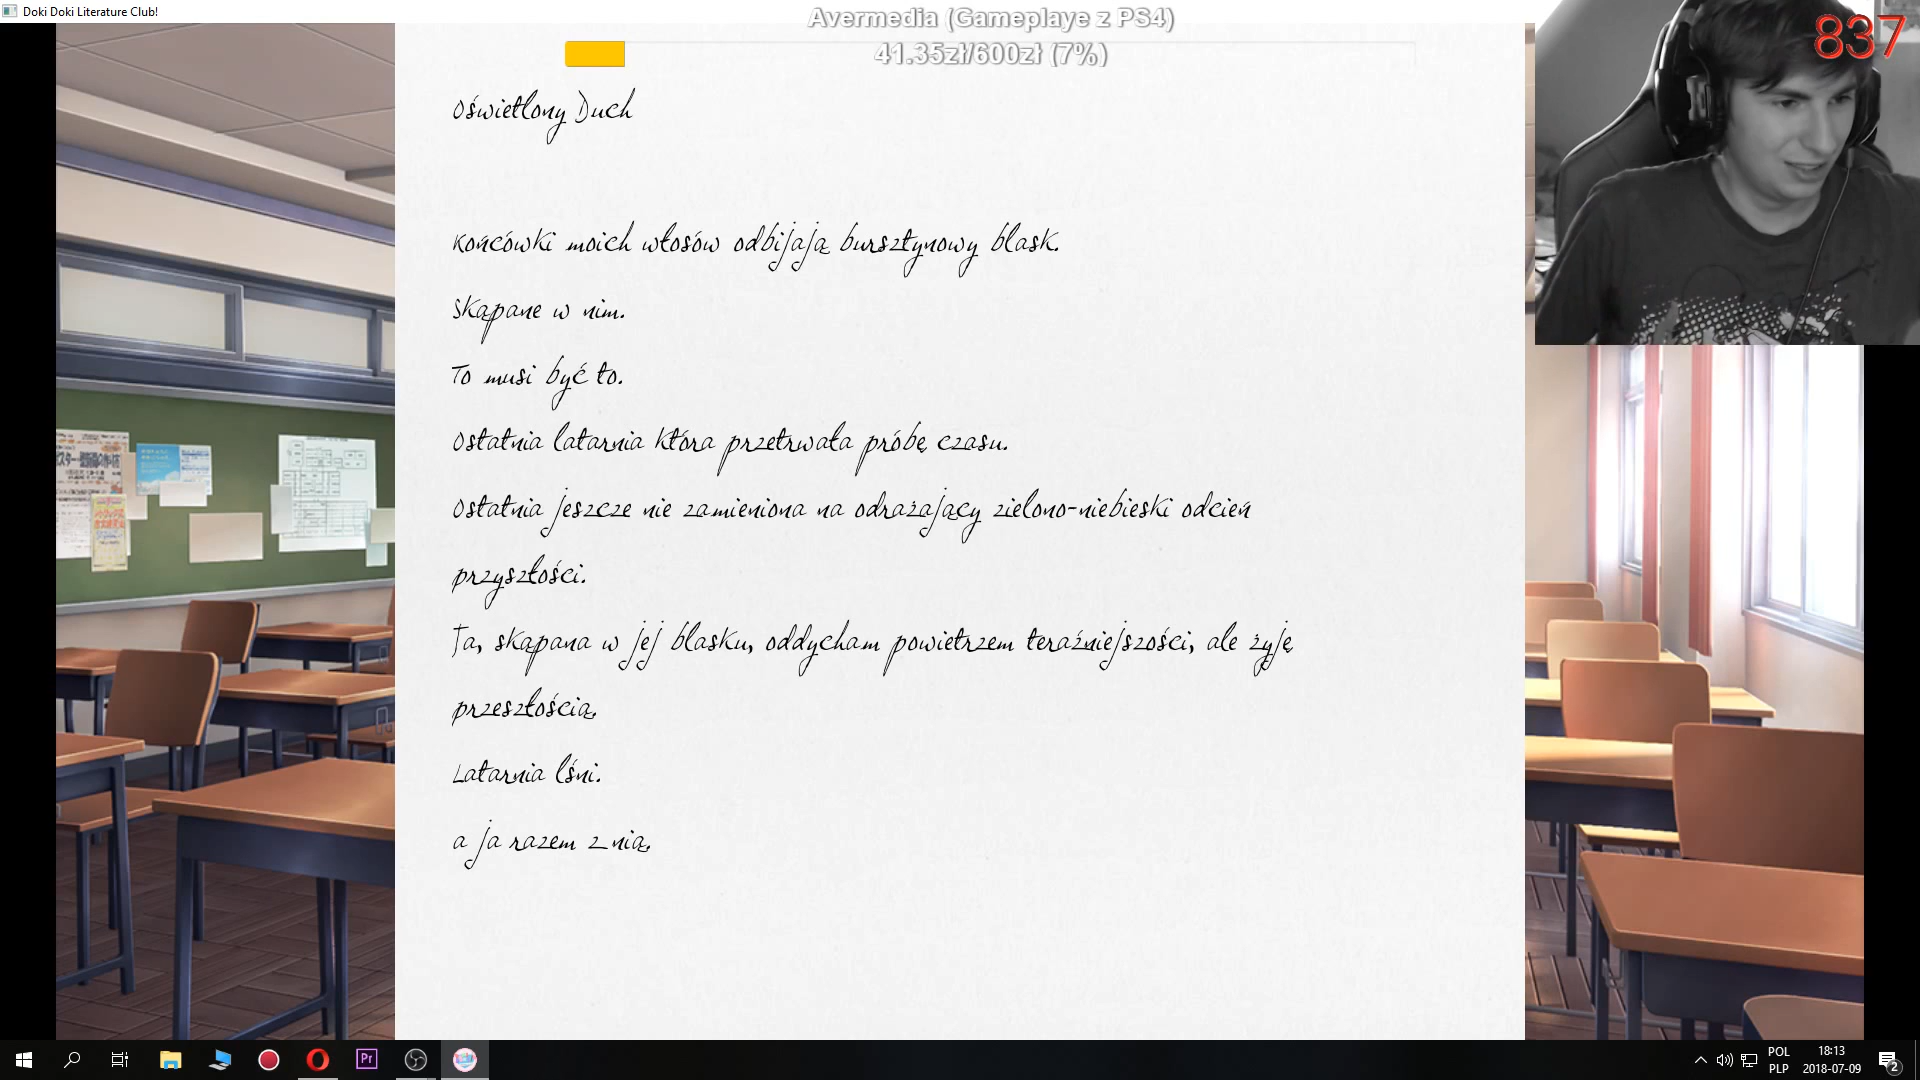 Doki Doki Literature Club!
Avermedia (Gameplaye z PS4)
41.35zł/600zł (7%)
837
Oświetlony Duch
Końcówki moich włosów odbijają bursztynowy blask.
Skąpane w nim.
To musi być to.
Ostatnia latarnia która przetrwała próbę czasu.
Ostatnia jeszcze nie zamieniona na odrażający zielono-niebieski odcień
przyszłości.
Ta, skąpana w jej blasku, oddycham powietrzem teraźniejszości, ale żyję
przeszłością.
Latarnia lśni.
a ja razem z nią.
Pr
POL
PLP
18:13
2018-07-09
2